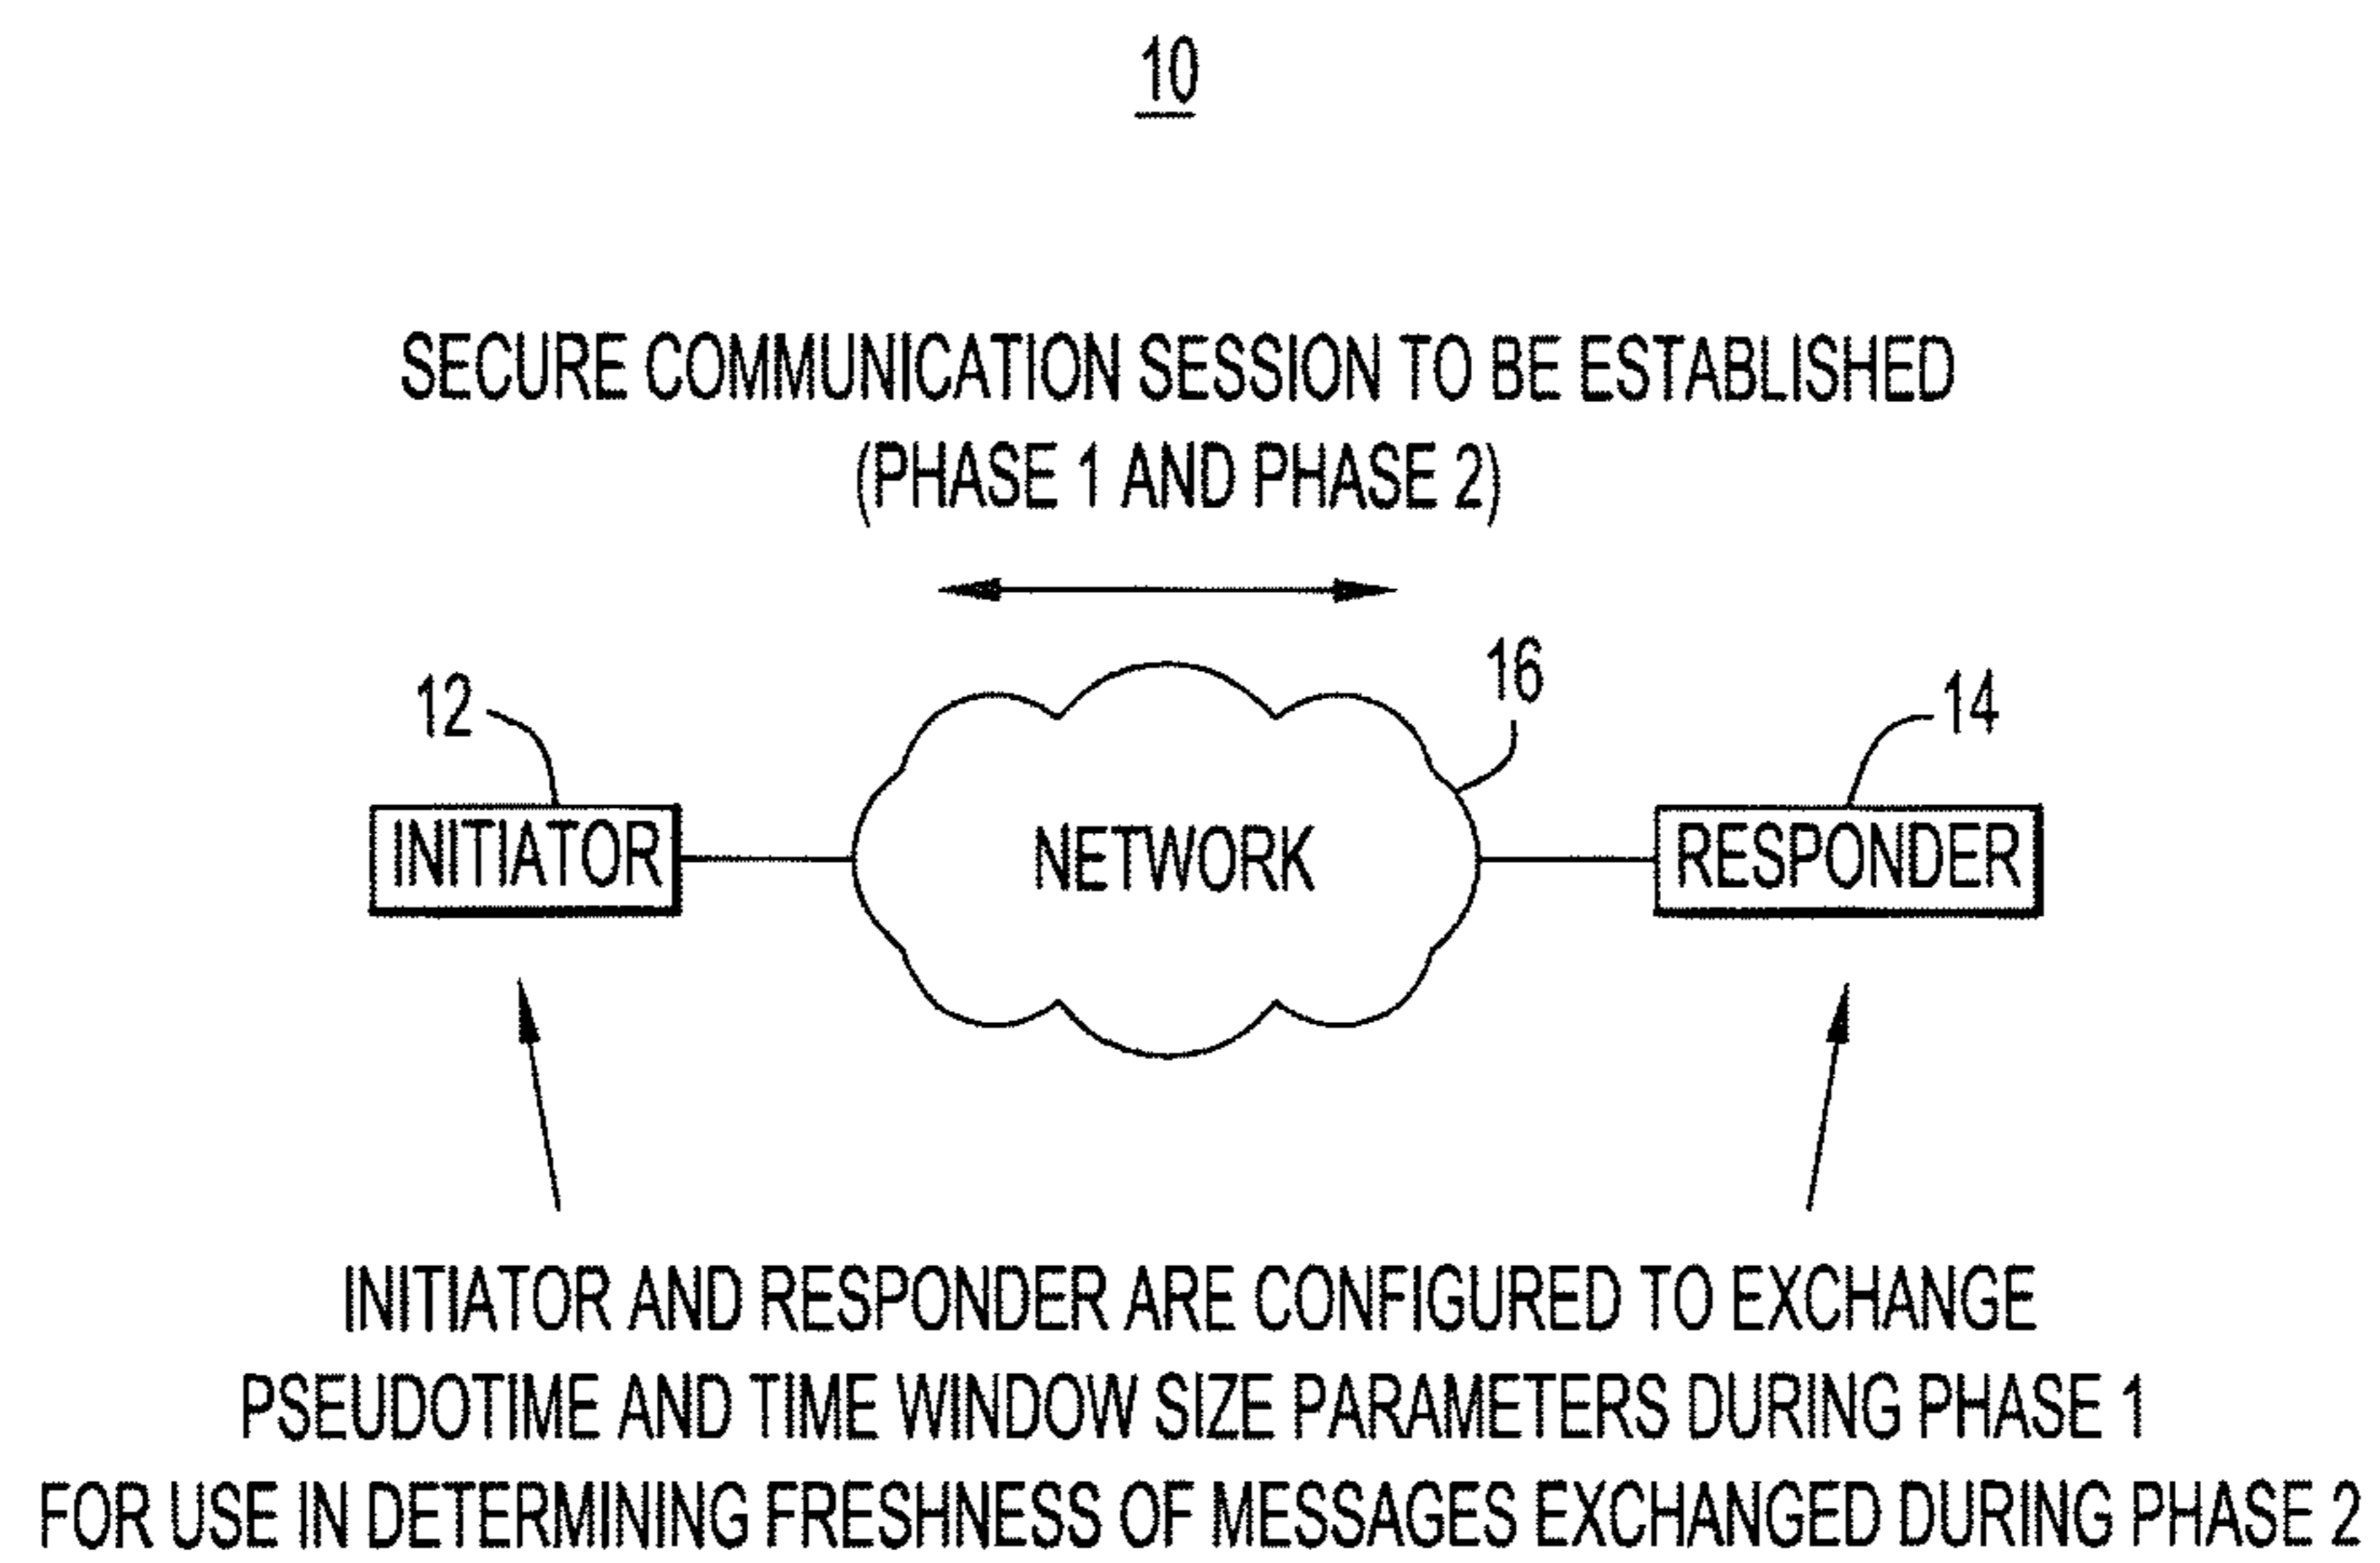 10
SECURE COMMUNICATION SESSION TO BE ESTABLISHED
(PHASE 1 AND PHASE 2)
12
16
14
INITIATOR
NETWORK
RESPONDER
INITIATOR AND RESPONDER ARE CONFIGURED TO EXCHANGE
PSEUDOTIME AND TIME WINDOW SIZE PARAMETERS DURING PHASE 1
FOR USE IN DETERMINING FRESHNESS OF MESSAGES EXCHANGED DURING PHASE 2